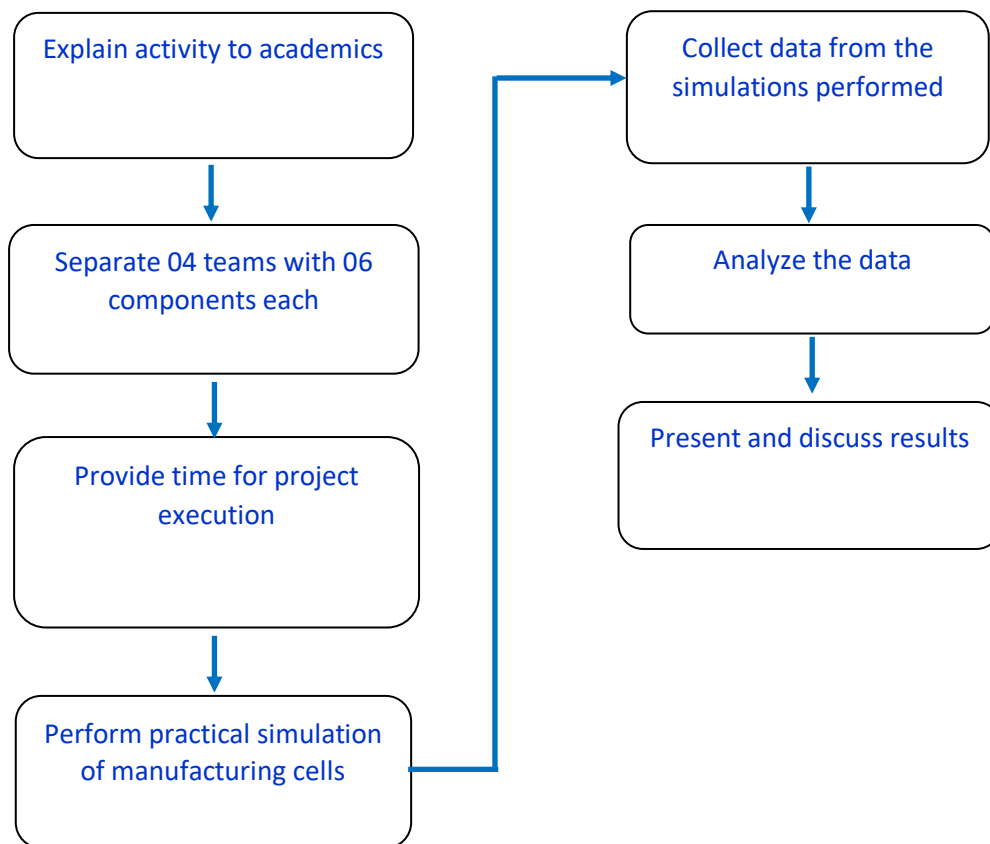 Explain activity to academics
Separate 04 teams with 06
components each
Provide time for project
execution
Perform practical simulation
of manufacturing cells
Collect data from the
simulations performed
Analyze the data
Present and discuss results